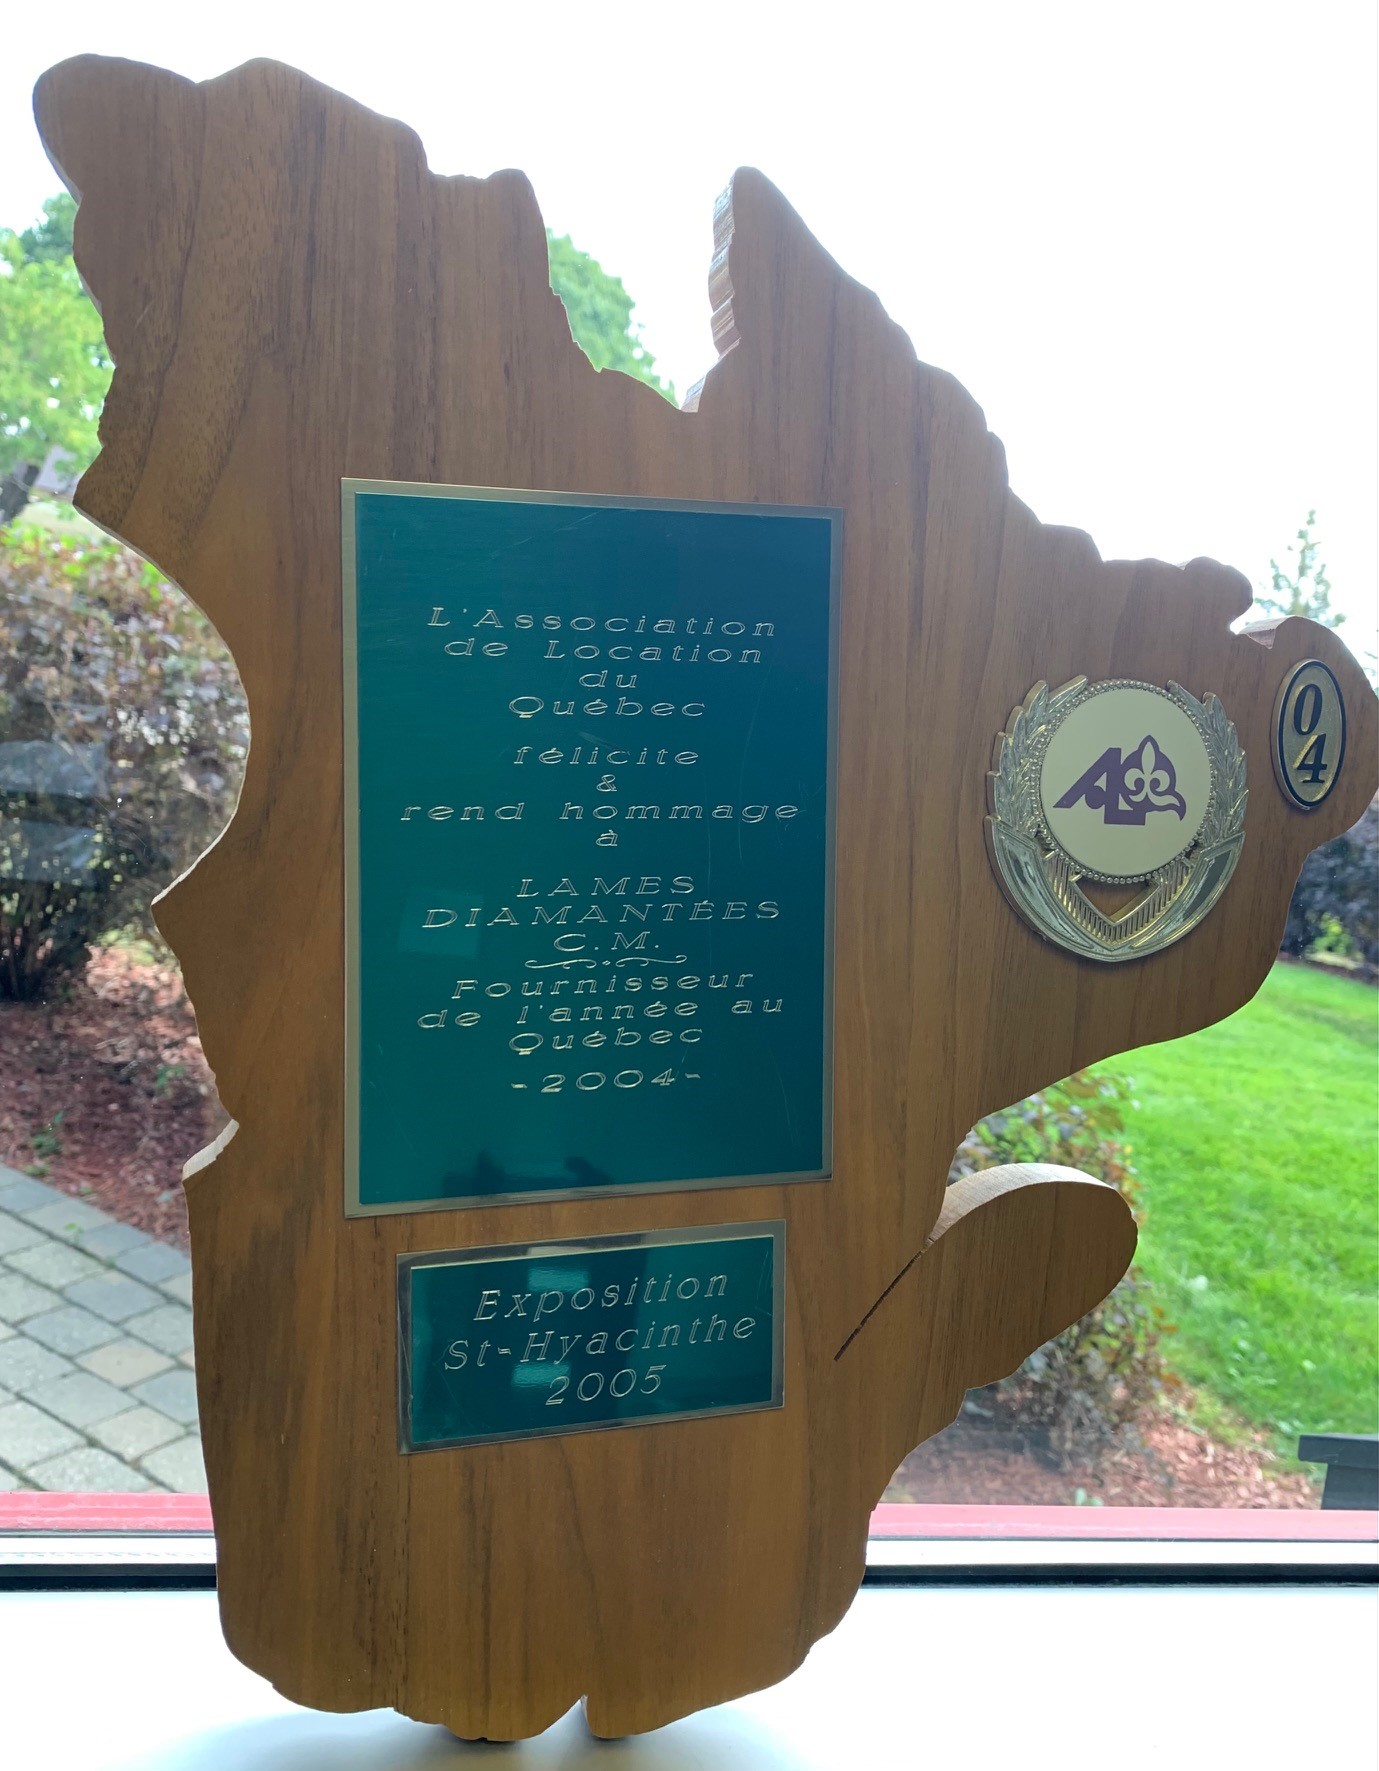 L'Association
de Location
du
Québec
félicite
&
rend hommage
à
LAMES
DIAMANTÉES
C.M.
Fournisseur
de l'année au
Québec
-2004-
Exposition
St-Hyacinthe
2005
AL
04